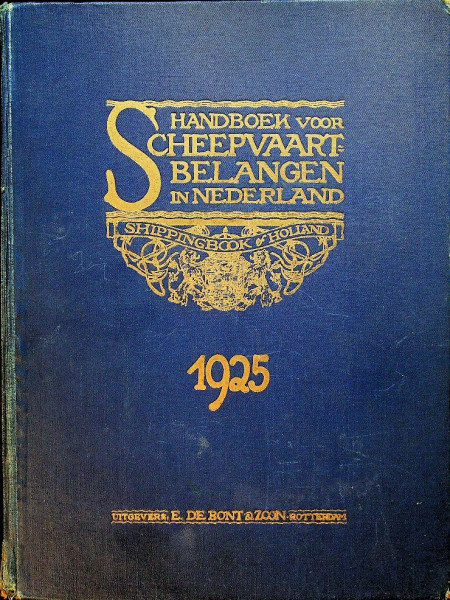 HANDBOEK VOOR
SCHEEPVAART-
BELANGEN
IN NEDERLAND
SHIPPINGBOOK OF HOLLAND
1925
UITGEVERS: E. DE BONT & ZOON-ROTTERDAM